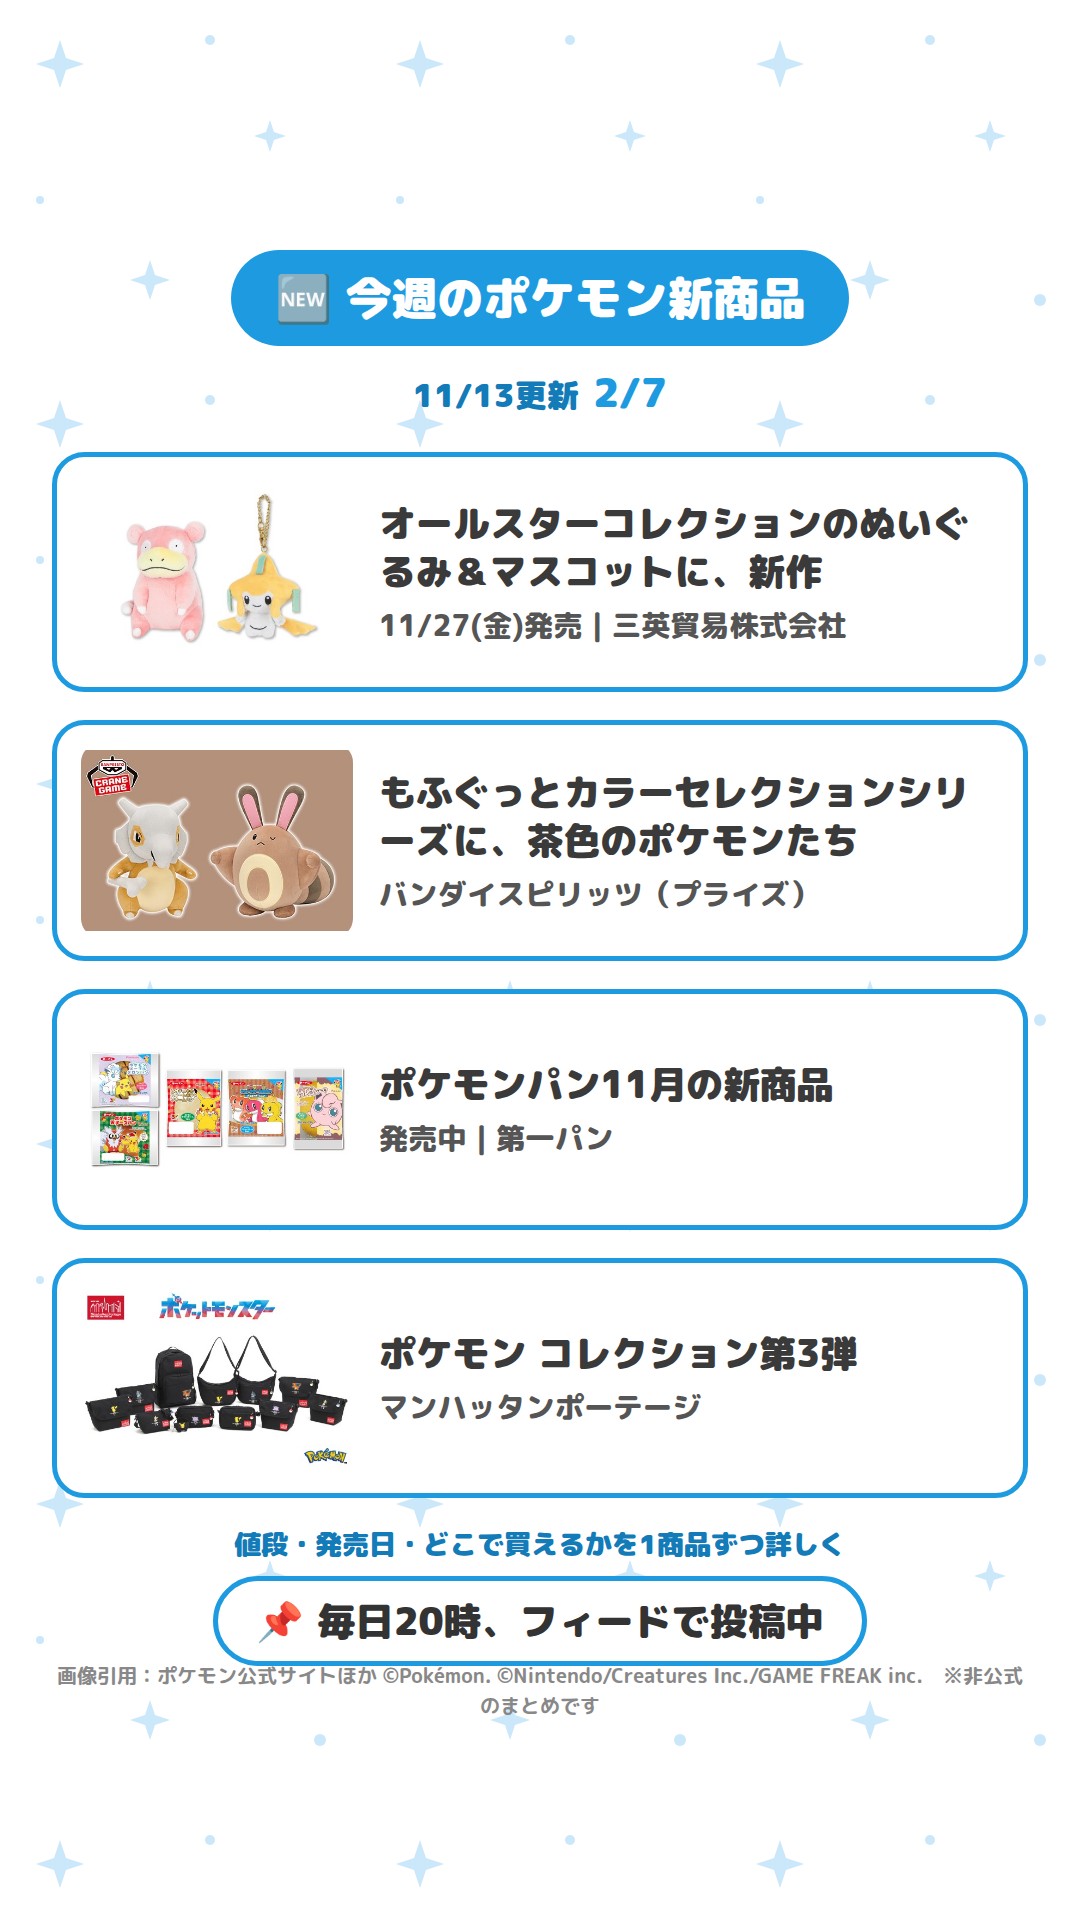 NEW 今週のポケモン新商品
11/13更新 2/7
オールスターコレクションのぬいぐ
るみ＆マスコットに、新作
11/27(金)発売 | 三英貿易株式会社
CRANE
GAME
もふぐっとカラーセレクションシリ
ーズに、茶色のポケモンたち
バンダイスピリッツ（プライズ）
ポケモンパン11月の新商品
発売中 | 第一パン
ポケットモンスター
ポケモン コレクション第3弾
マンハッタンポーテージ
Pokémon
値段・発売日・どこで買えるかを1商品ずつ詳しく
毎日20時、フィードで投稿中
画像引用：ポケモン公式サイトほか ©Pokémon. ©Nintendo/Creatures Inc./GAME FREAK inc.　※非公式
のまとめです